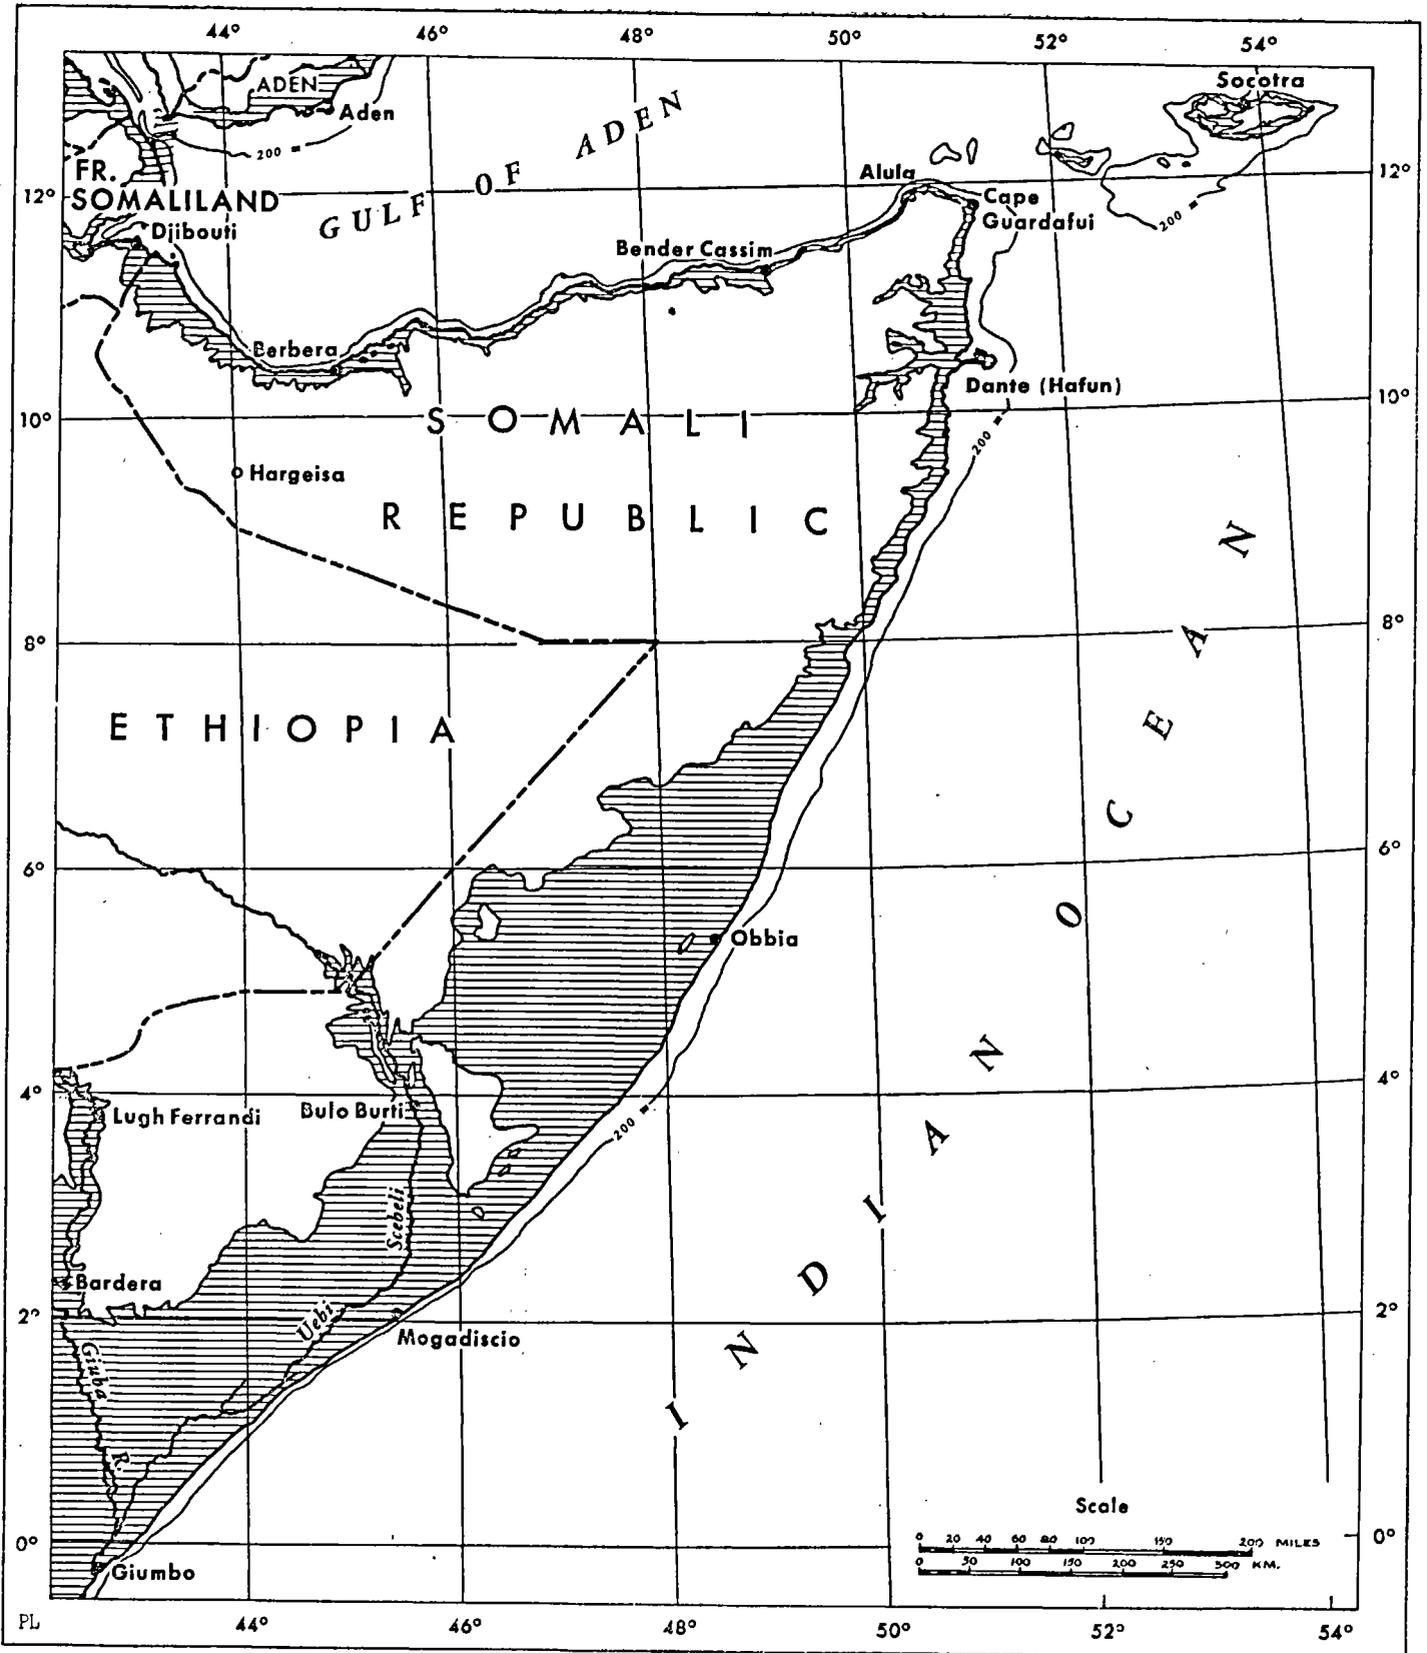 44° 46° 48° 50° 52° 54°
Socotra
ADEN
Aden
200 m
GULF OF ADEN
FR.
SOMALILAND
12° 12°
Alula
Cape
Guardafui
200 m
Djibouti
Bender Cassim
Berbera
Dante (Hafun)
10° 10°
SOMALI
200 m
Hargeisa
REPUBLIC
8° 8°
ETHIOPIA
6° 6°
Obbia
INDIAN OCEAN
4° 4°
Lugh Ferrandi
Bulo Burti
200 m
Uebi Scebeli
Bardera
2° 2°
Mogadiscio
Giuba R.
Scale
0 20 40 60 80 100 150 200 MILES
0 50 100 150 200 250 300 KM.
0° 0°
Giumbo
PL
44° 46° 48° 50° 52° 54°